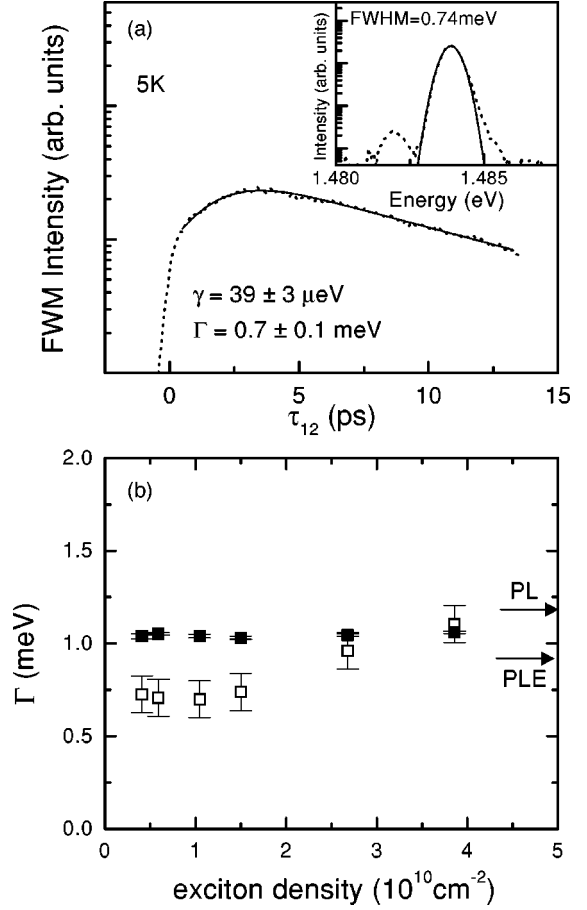 (a)
5K
FWM Intensity (arb. units)
γ = 39 ± 3 μeV
Γ = 0.7 ± 0.1 meV
FWHM=0.74meV
Intensity (arb. units)
1.480 1.485
Energy (eV)
0 5 10 15
τ12 (ps)
(b)
2.0
1.5
1.0
0.5
0.0
Γ (meV)
PL
PLE
0 1 2 3 4 5
exciton density (10^10cm^-2)